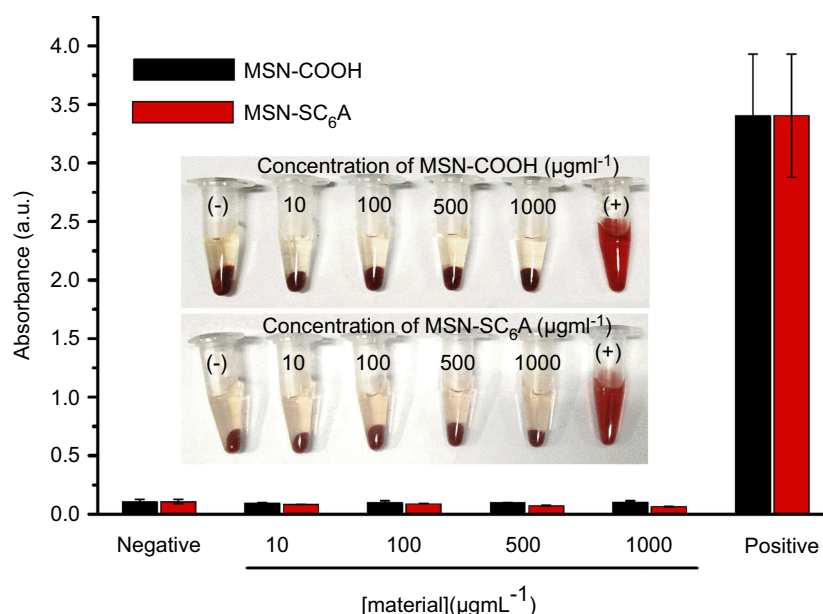 4.0
3.5
3.0
2.5
2.0
1.5
1.0
0.5
0.0
Absorbance (a.u.)
MSN-COOH
MSN-SC₆A
Concentration of MSN-COOH (µgml⁻¹)
(-) 10 100 500 1000 (+)
Concentration of MSN-SC₆A (µgml⁻¹)
(-) 10 100 500 1000 (+)
Negative 10 100 500 1000 Positive
[material](µgmL⁻¹)